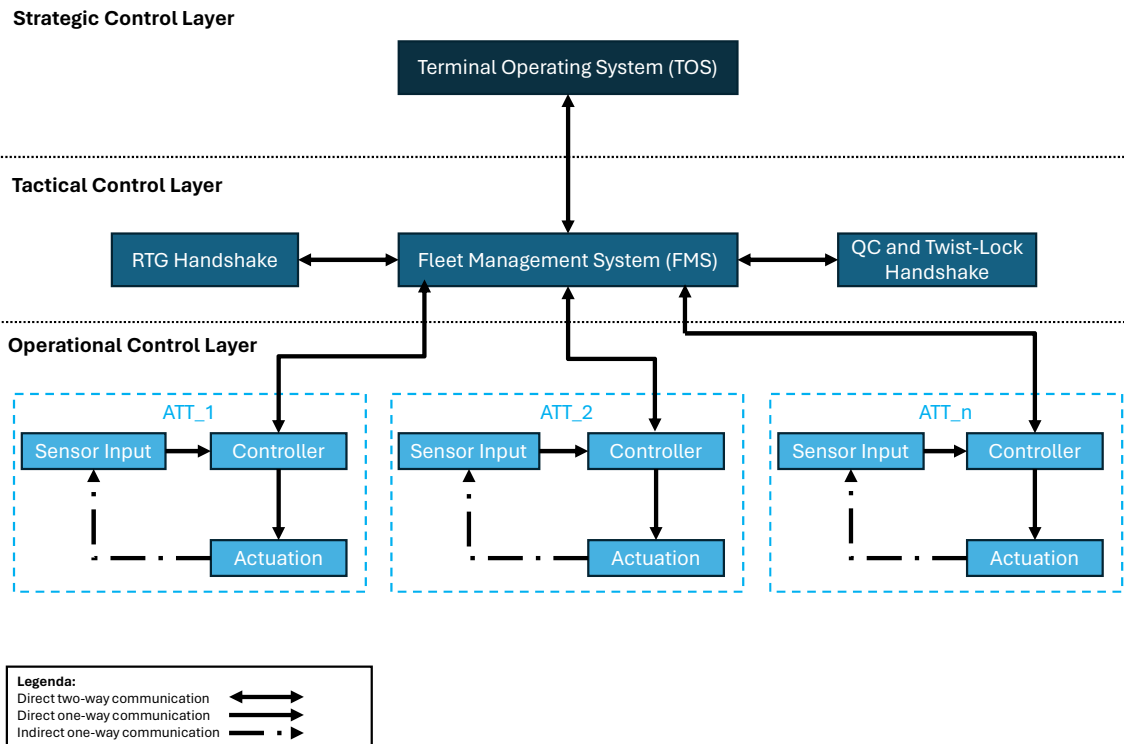 Strategic Control Layer
Terminal Operating System (TOS)
Tactical Control Layer
RTG Handshake
Fleet Management System (FMS)
QC and Twist-Lock
Handshake
Operational Control Layer
ATT_1
Sensor Input
Controller
Actuation
ATT_2
Sensor Input
Controller
Actuation
ATT_n
Sensor Input
Controller
Actuation
Legenda:
Direct two-way communication
Direct one-way communication
Indirect one-way communication